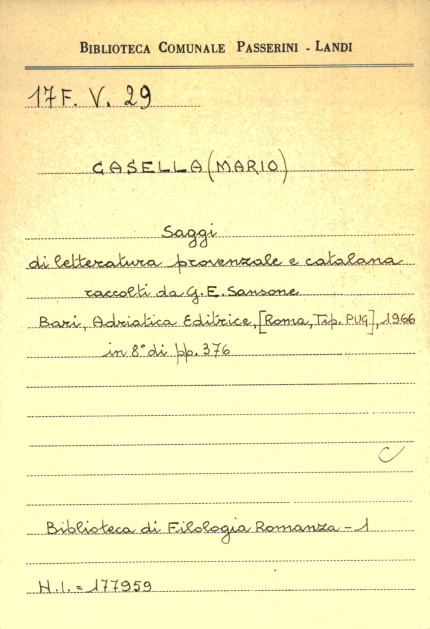 BIBLIOTECA COMUNALE PASSERINI - LANDI
17F. V. 29
CASELLA (MARIO)
Saggi
di letteratura provenzale e catalana
raccolti da G. E. Sansone
Bari, Adriatica Editrice, [Roma, Tip. PUG], 1966
in 8° di pp. 376
C
Biblioteca di Filologia Romanza - 1
H.I. = 177959